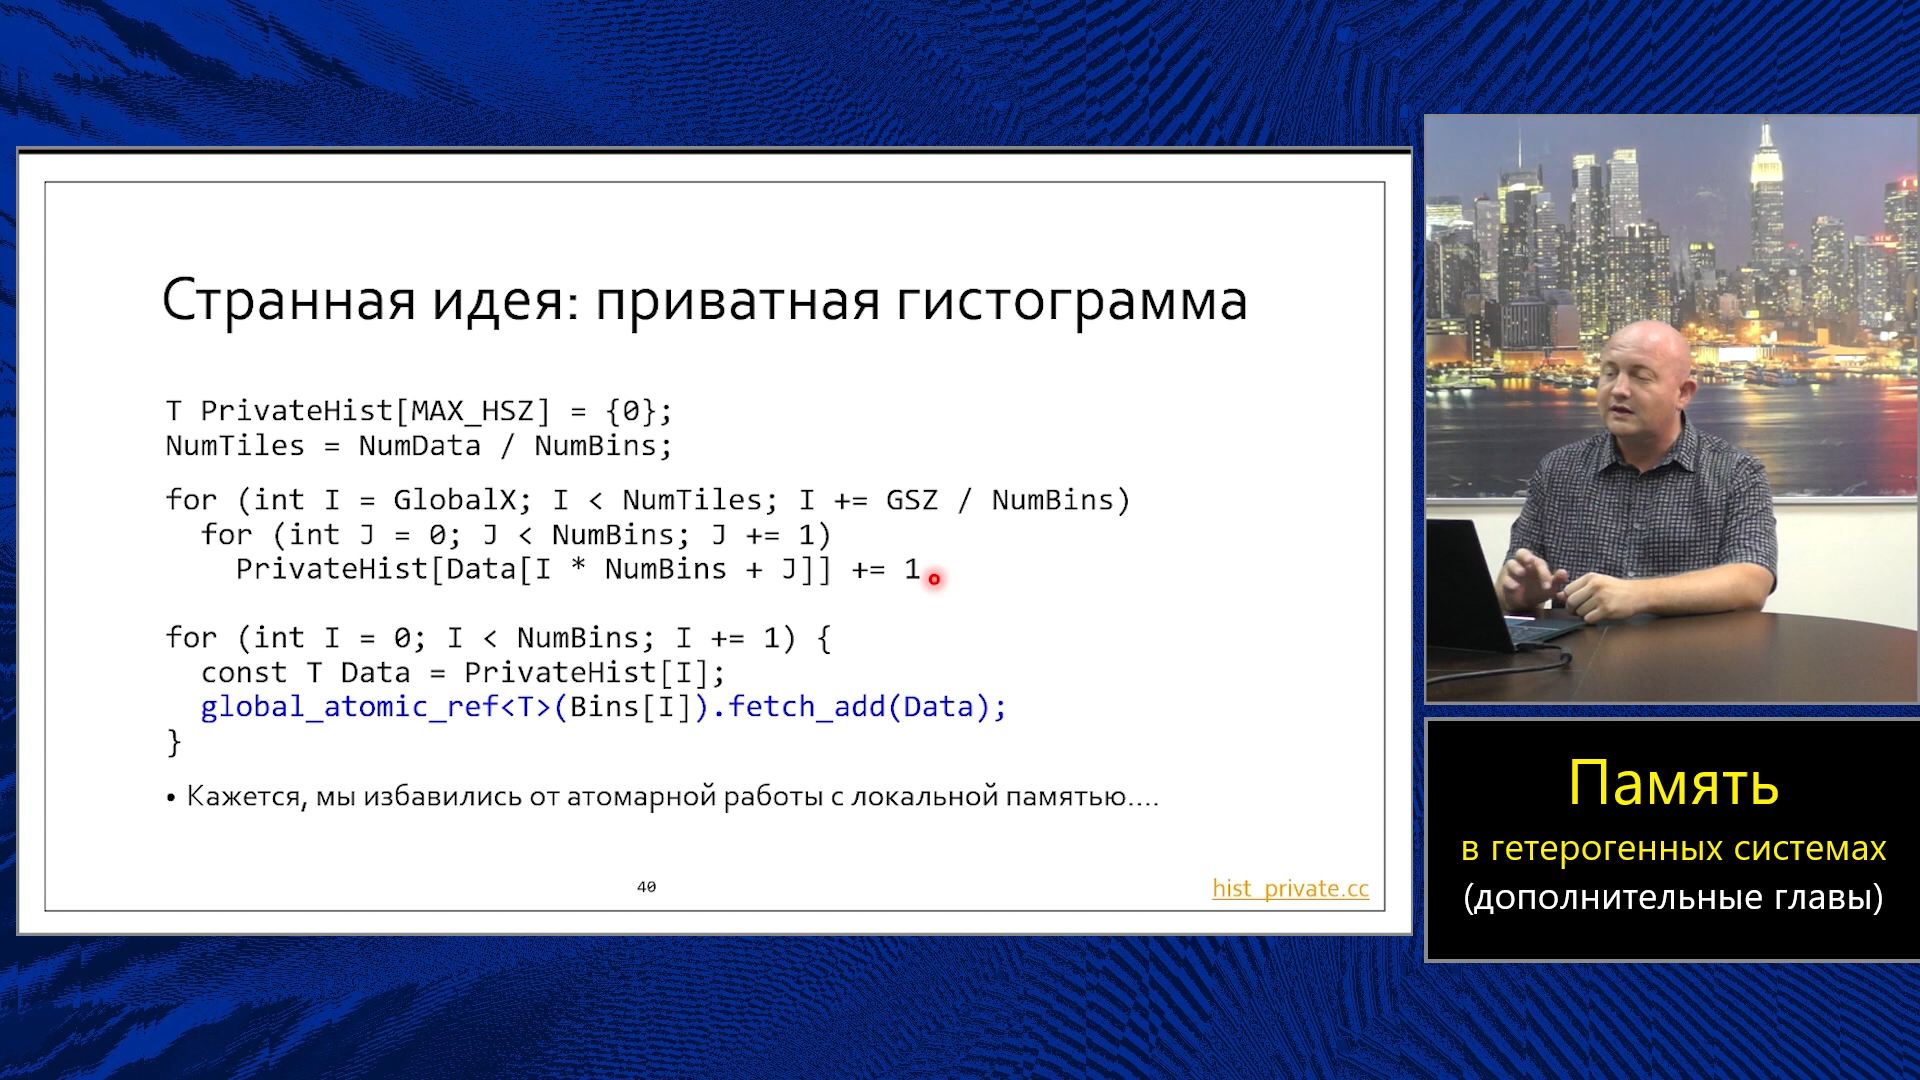 Странная идея: приватная гистограмма
T PrivateHist[MAX_HSZ] = {0};
NumTiles = NumData / NumBins;
for (int I = GlobalX; I < NumTiles; I += GSZ / NumBins)
for (int J = 0; J < NumBins; J += 1)
PrivateHist[Data[I * NumBins + J]] += 1
for (int I = 0; I < NumBins; I += 1) {
const T Data = PrivateHist[I];
global_atomic_ref<T>(Bins[I]).fetch_add(Data);
}
• Кажется, мы избавились от атомарной работы с локальной памятью....
40
hist_private.cc
Память
в гетерогенных системах
(дополнительные главы)